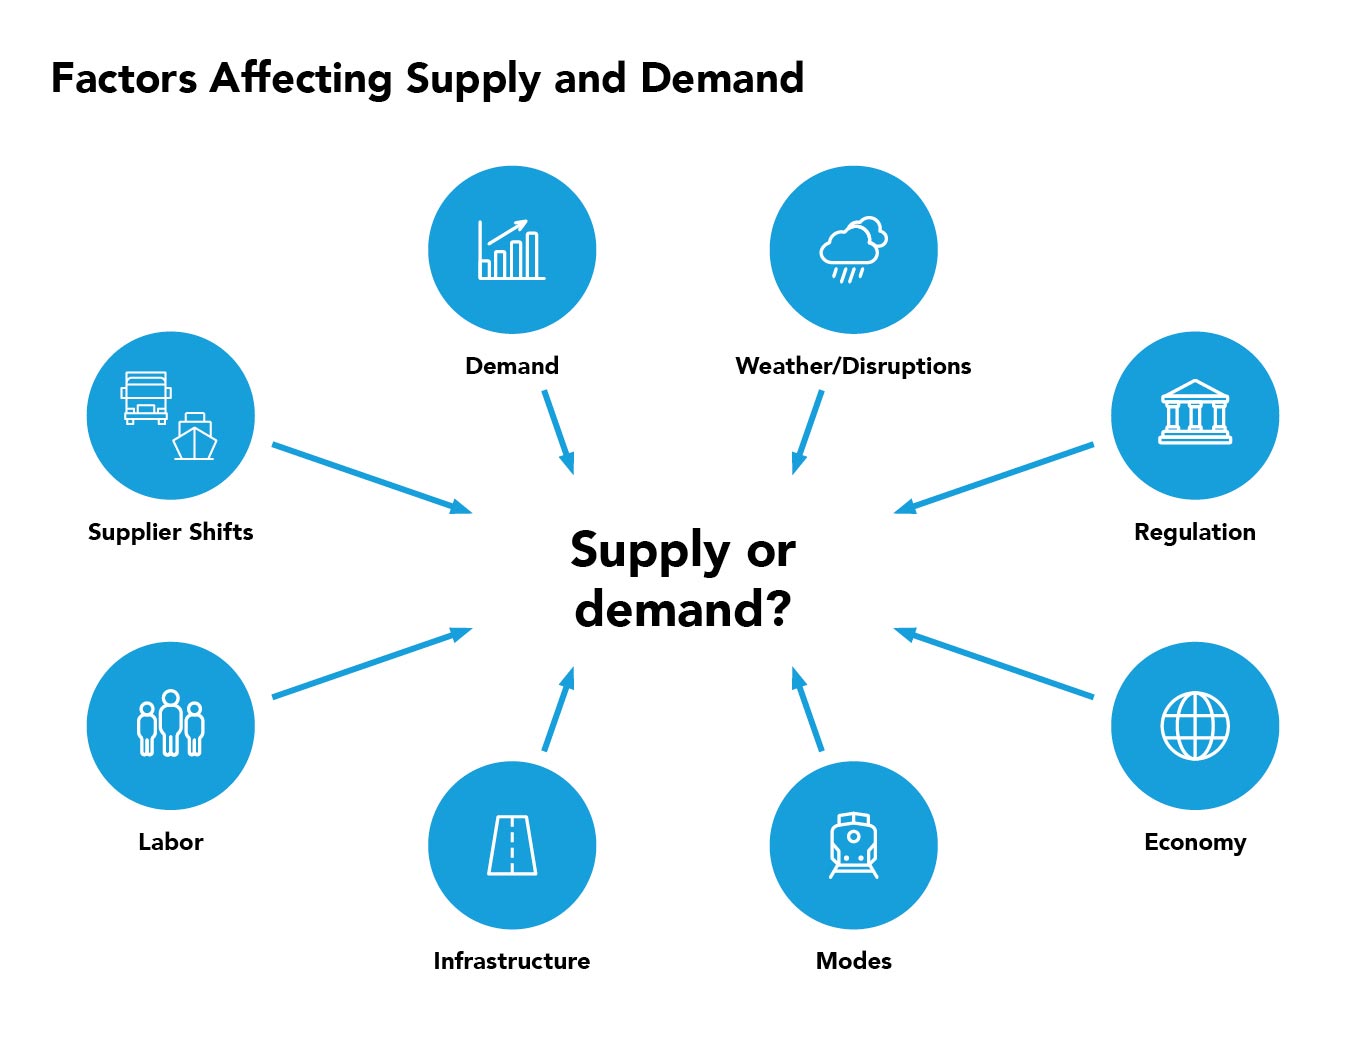 Factors Affecting Supply and Demand
Demand
Weather/Disruptions
Supplier Shifts
Regulation
Supply or
demand?
Labor
Economy
Infrastructure
Modes